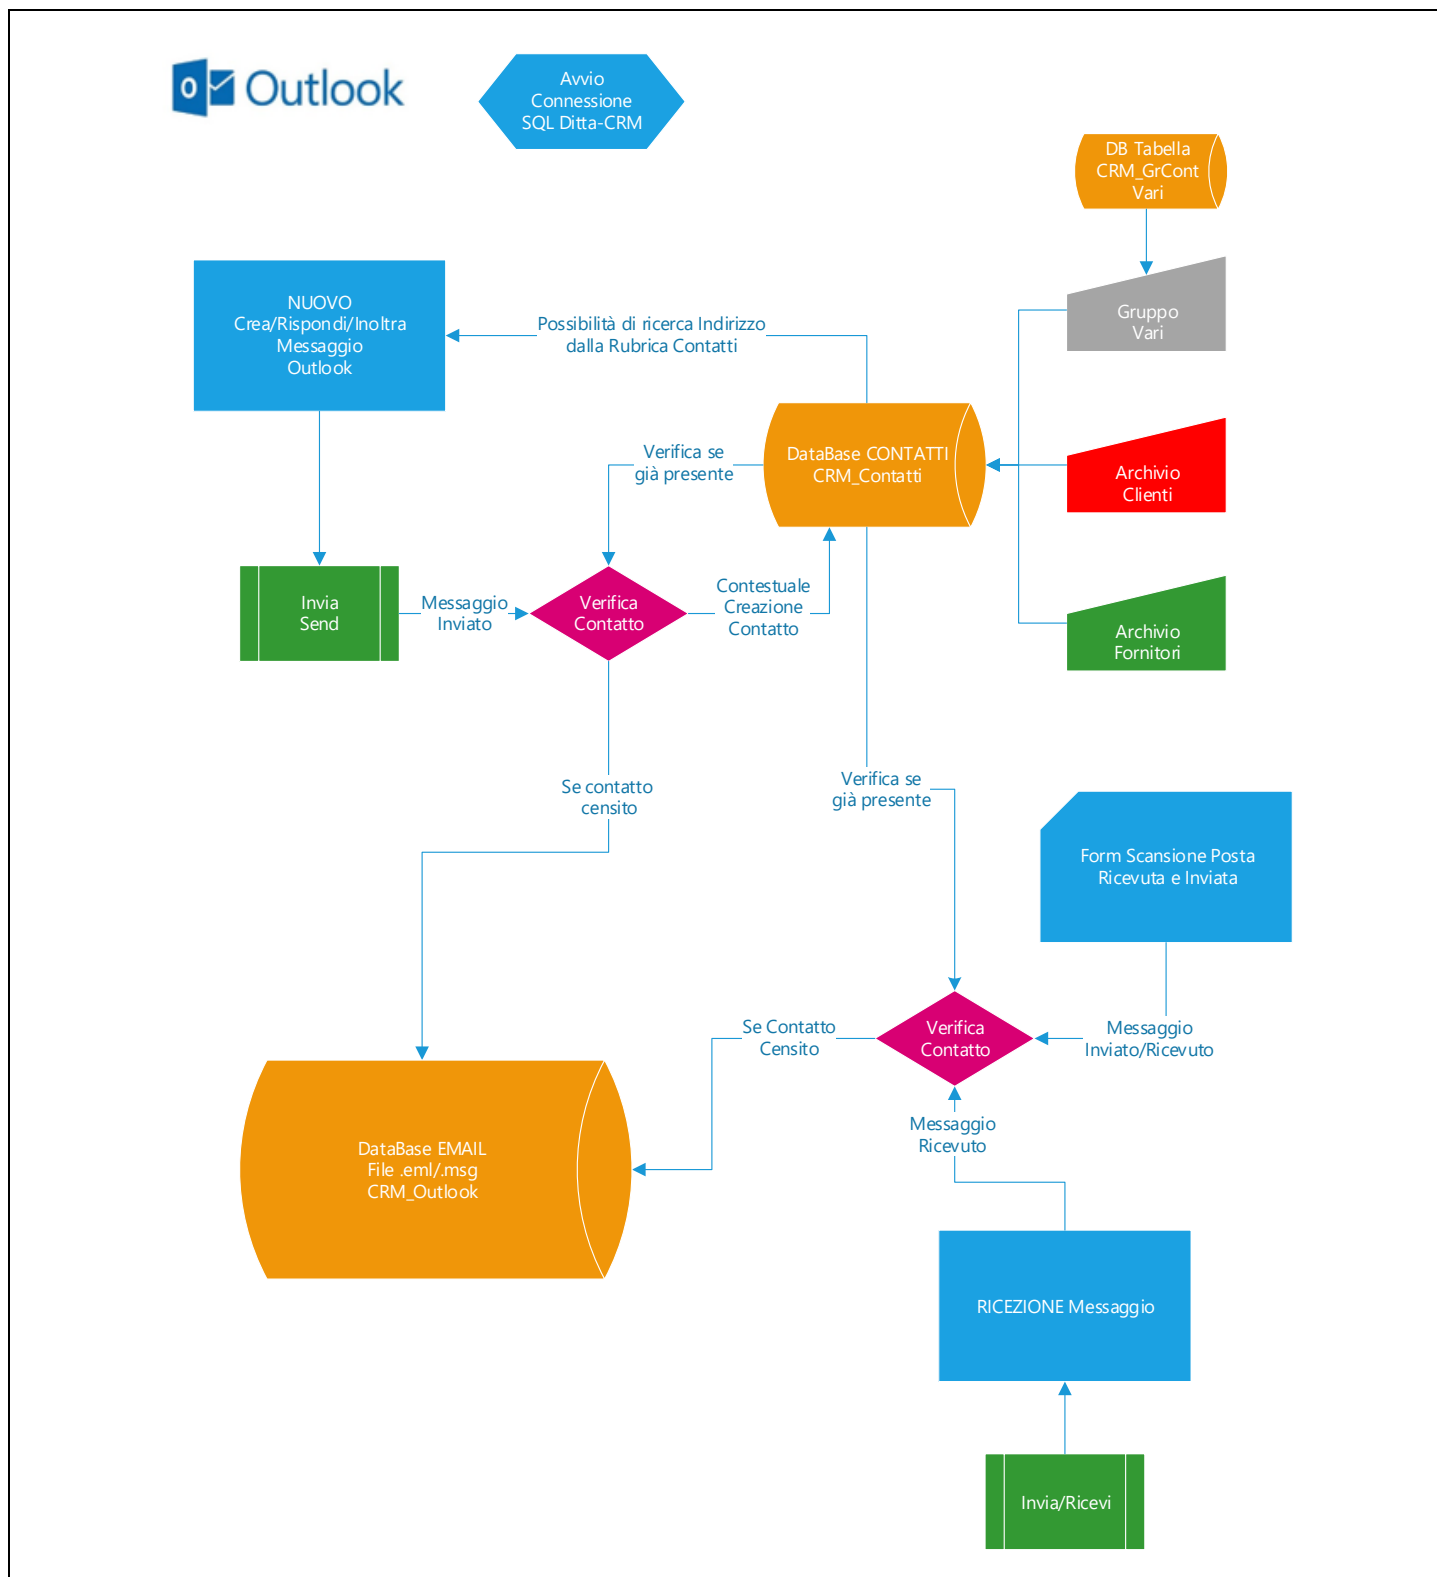 Outlook
Avvio
Connessione
SQL Ditta-CRM
DB Tabella
CRM_GrCont
Vari
NUOVO
Crea/Rispondi/Inoltra
Messaggio
Outlook
Possibilità di ricerca Indirizzo
dalla Rubrica Contatti
Gruppo
Vari
Verifica se
già presente
DataBase CONTATTI
CRM_Contatti
Archivio
Clienti
Invia
Send
Messaggio
Inviato
Verifica
Contatto
Contestuale
Creazione
Contatto
Archivio
Fornitori
Se contatto
censito
Verifica se
già presente
Form Scansione Posta
Ricevuta e Inviata
Se Contatto
Censito
Verifica
Contatto
Messaggio
Inviato/Ricevuto
Messaggio
Ricevuto
DataBase EMAIL
File .eml/.msg
CRM_Outlook
RICEZIONE Messaggio
Invia/Ricevi